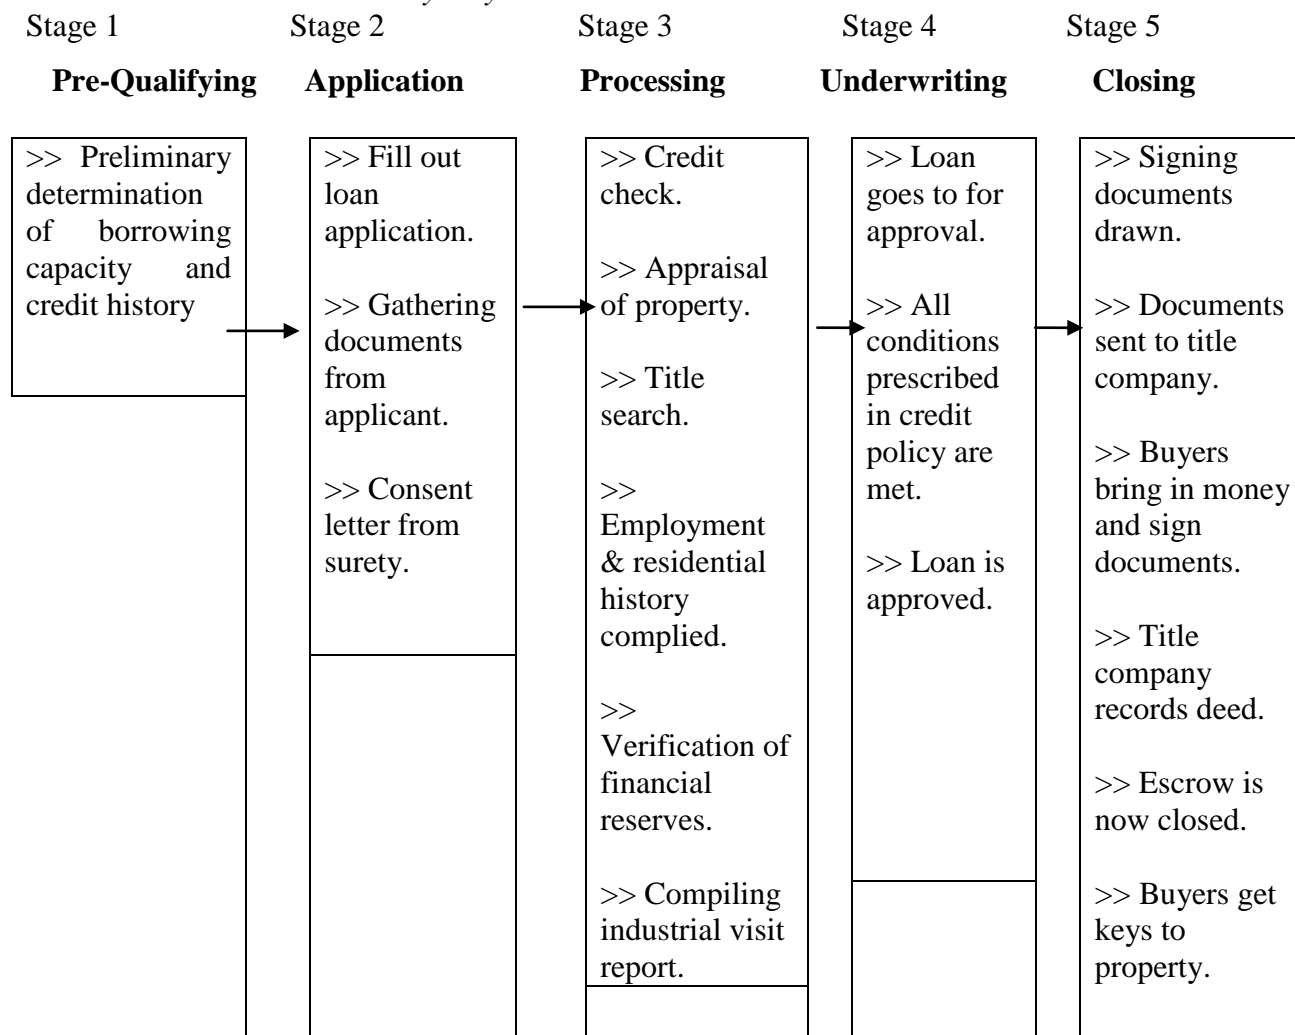 Stage 1
Stage 2
Stage 3
Stage 4
Stage 5
Pre-Qualifying
Application
Processing
Underwriting
Closing
>> Preliminary
determination
of borrowing
capacity and
credit history
>> Fill out
loan
application.
>> Gathering
documents
from
applicant.
>> Consent
letter from
surety.
>> Credit
check.
>> Appraisal
of property.
>> Title
search.
>>
Employment
& residential
history
complied.
>>
Verification of
financial
reserves.
>> Compiling
industrial visit
report.
>> Loan
goes to for
approval.
>> All
conditions
prescribed
in credit
policy are
met.
>> Loan is
approved.
>> Signing
documents
drawn.
>> Documents
sent to title
company.
>> Buyers
bring in money
and sign
documents.
>> Title
company
records deed.
>> Escrow is
now closed.
>> Buyers get
keys to
property.